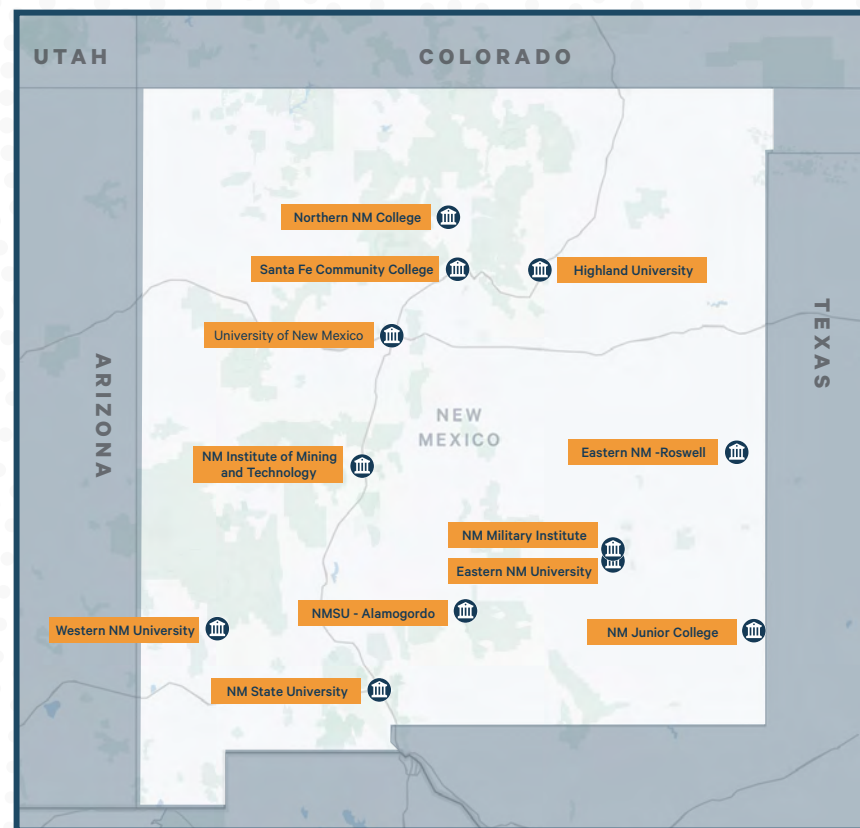 UTAH
COLORADO
Northern NM College
Santa Fe Community College
Highland University
University of New Mexico
TEXAS
ARIZONA
NEW
MEXICO
NM Institute of Mining
and Technology
Eastern NM -Roswell
NM Military Institute
Eastern NM University
NMSU - Alamogordo
Western NM University
NM Junior College
NM State University